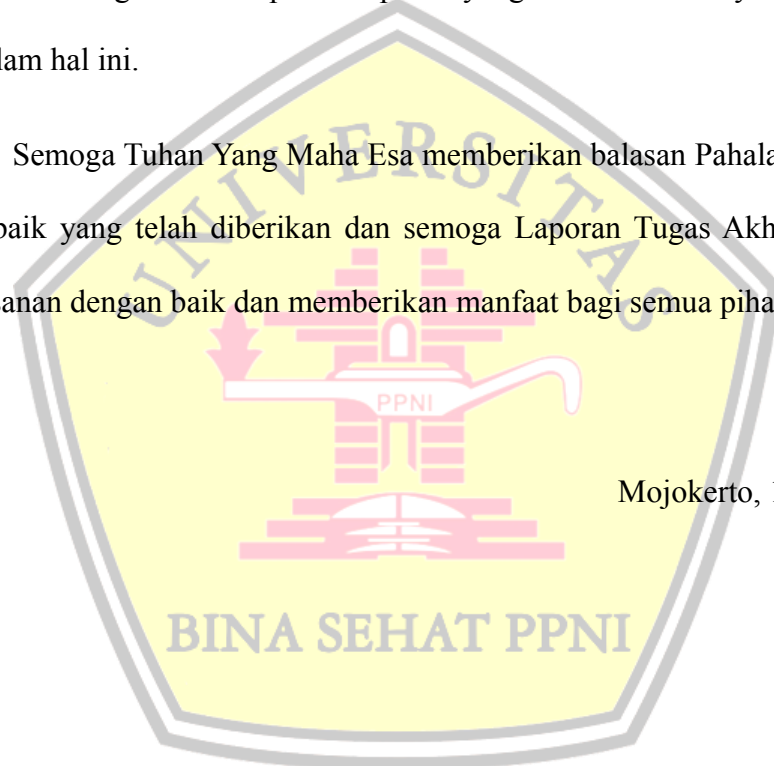 lam hal ini.
Semoga Tuhan Yang Maha Esa memberikan balasan Pahala
baik yang telah diberikan dan semoga Laporan Tugas Akh
anan dengan baik dan memberikan manfaat bagi semua piha
Mojokerto,
UNIVERSITAS
PPNI
BINA SEHAT PPNI